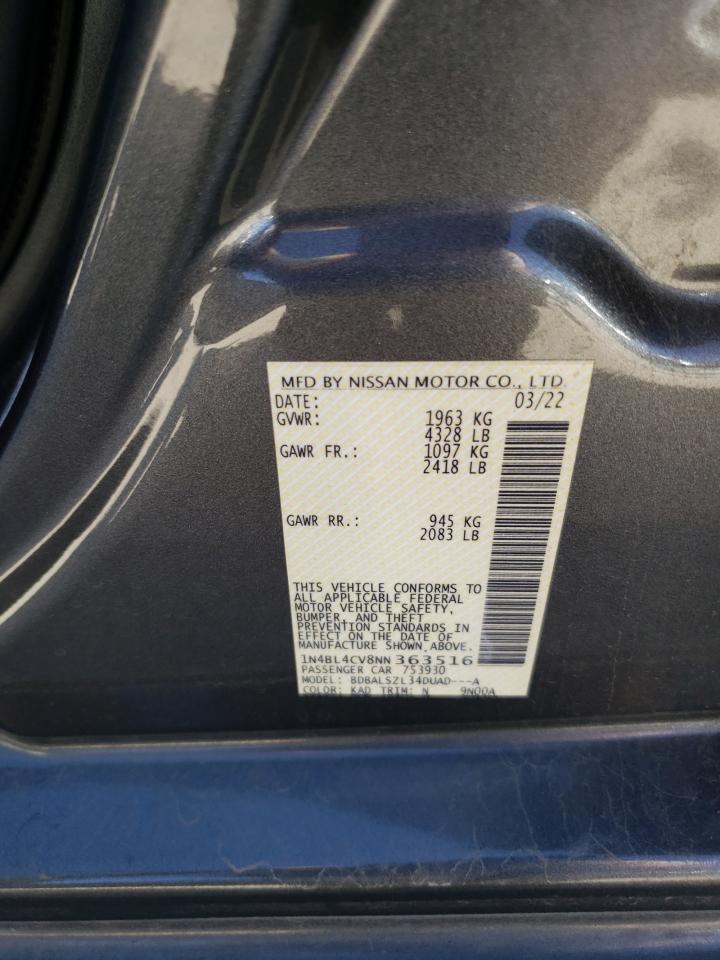 MFD BY NISSAN MOTOR CO., LTD.
DATE: 03/22
GVWR: 1963 KG
4328 LB
GAWR FR.: 1097 KG
2418 LB
GAWR RR.: 945 KG
2083 LB
THIS VEHICLE CONFORMS TO
ALL APPLICABLE FEDERAL
MOTOR VEHICLE SAFETY,
BUMPER, AND THEFT
PREVENTION STANDARDS IN
EFFECT ON THE DATE OF
MANUFACTURE SHOWN ABOVE.
1N4BL4CV8NN363516
PASSENGER CAR 753930
MODEL: BDBALSZL34DUAD---A
COLOR: KAD TRIM: N 9N00A